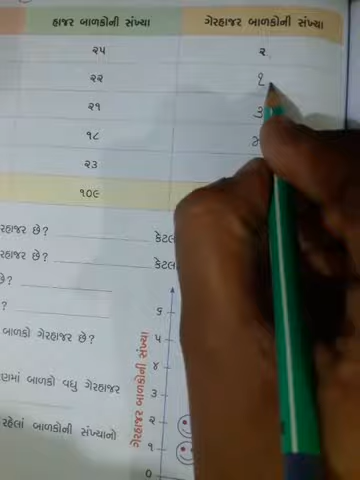 હાજર બાળકોની સંખ્યા ગેરહાજર બાળકોની સંખ્યા
૨૫ ૨
૨૨ ૧
૨૧ ૩
૧૮
૨૩
૧૦૯
રહાજર છે? કેટલ
રહાજર છે? કેટલ
છે?
?
બાળકો ગેરહાજર છે?
ણમાં બાળકો વધુ ગેરહાજર
રહેલાં બાળકોની સંખ્યાનો
ગેરહાજર બાળકોની સંખ્યા
૬
૫
૪
૩
૨
૧
૦